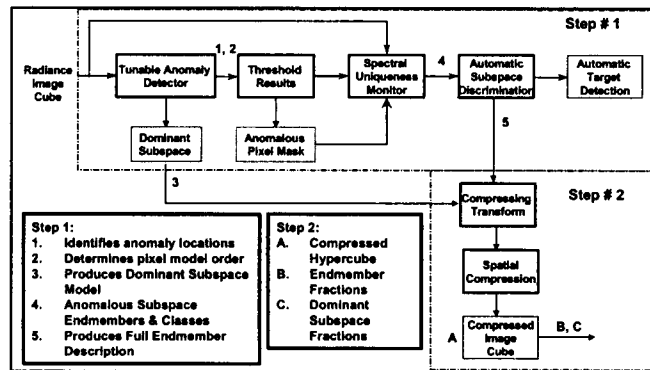 Step # 1
1, 2
4
Radiance
Image
Cube
Tunable Anomaly
Detector
Threshold
Results
Spectral
Uniqueness
Monitor
Automatic
Subspace
Discrimination
Automatic
Target
Detection
Dominant
Subspace
Anomalous
Pixel Mask
5
3
Step # 2
Compressing
Transform
Spatial
Compression
A
Compressed
Image
Cube
B, C
Step 1:
1. Identifies anomaly locations
2. Determines pixel model order
3. Produces Dominant Subspace
Model
4. Anomalous Subspace
Endmembers & Classes
5. Produces Full Endmember
Description
Step 2:
A. Compressed
Hypercube
B. Endmember
Fractions
C. Dominant
Subspace
Fractions